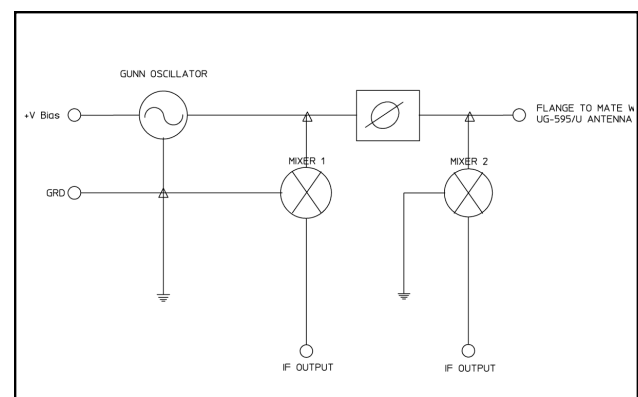 GUNN OSCILLATOR
+V Bias
FLANGE TO MATE W
UG-595/U ANTENNA
MIXER 1
MIXER 2
GRD
IF OUTPUT
IF OUTPUT